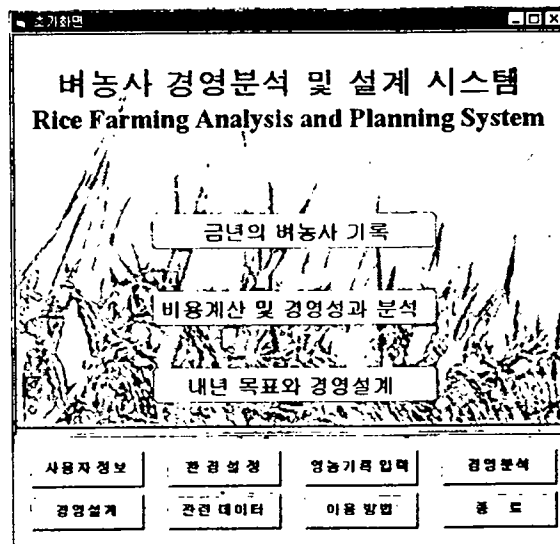 초기화면
벼농사 경영분석 및 설계 시스템
Rice Farming Analysis and Planning System
금년의 벼농사 기록
비용계산 및 경영성과 분석
내년 목표와 경영설계
사용자 정보 환경설정 영농기록 입력 경영분석
경영설계 관련 데이터 이용 방법 종 료